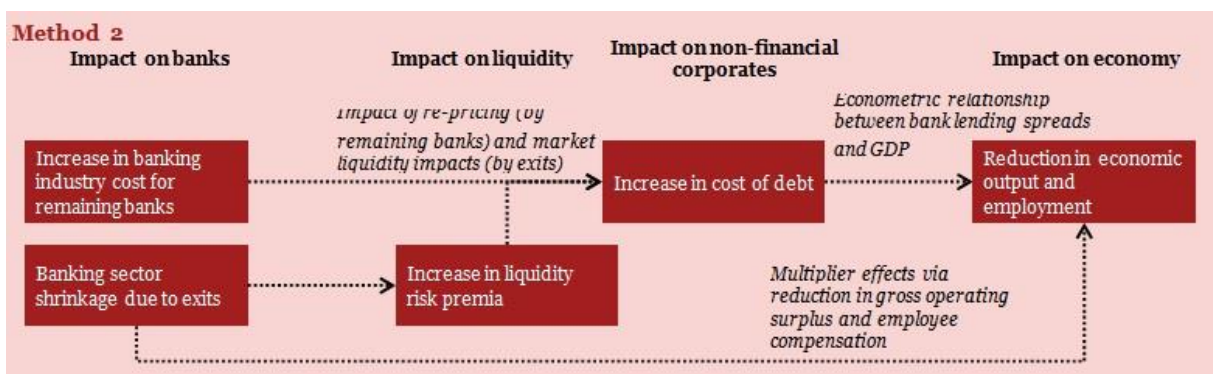 Method 2
Impact on banks
Impact on liquidity
Impact on non-financial
corporates
Impact on economy
Impact of re-pricing (by
remaining banks) and market
liquidity impacts (by exits)
Econometric relationship
between bank lending spreads
and GDP
Increase in banking
industry cost for
remaining banks
Increase in cost of debt
Reduction in economic
output and
employment
Banking sector
shrinkage due to exits
Increase in liquidity
risk premia
Multiplier effects via
reduction in gross operating
surplus and employee
compensation